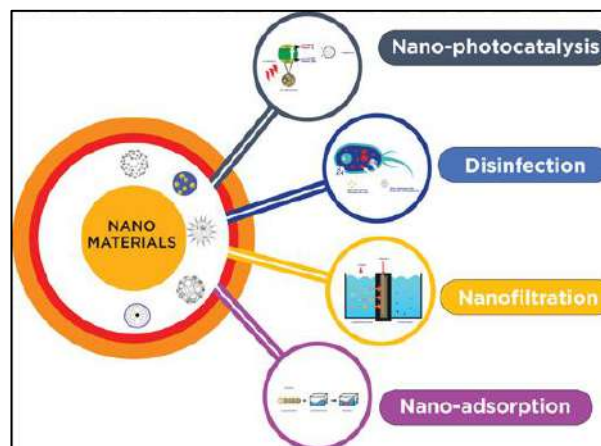 Nano-photocatalysis
Disinfection
NANO
MATERIALS
Nanofiltration
Nano-adsorption